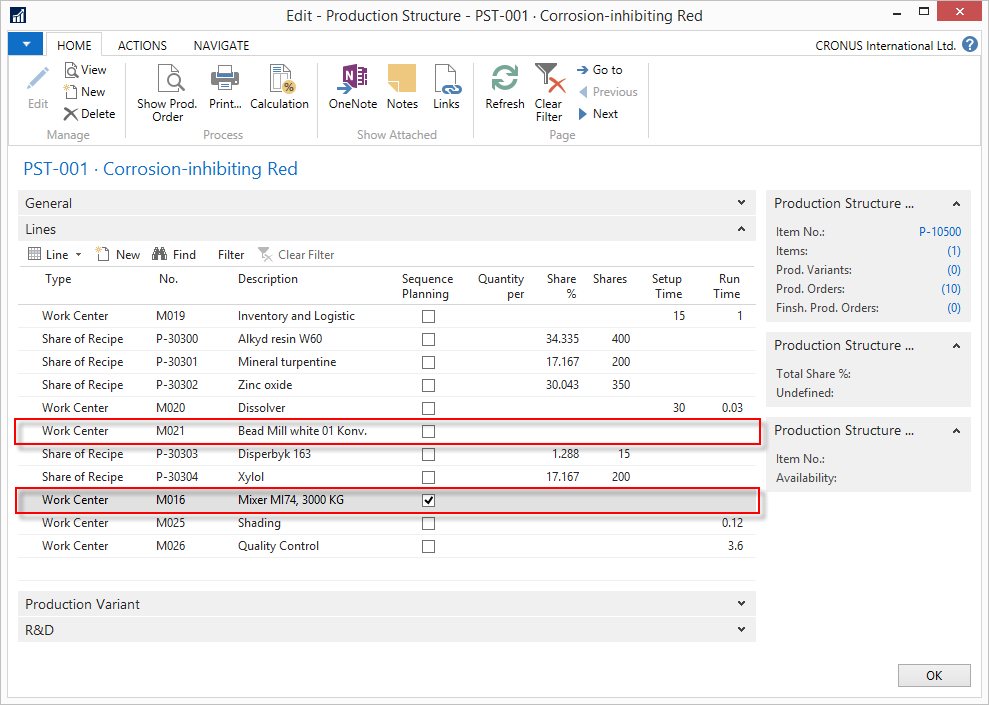 Edit - Production Structure - PST-001 · Corrosion-inhibiting Red
HOME ACTIONS NAVIGATE CRONUS International Ltd.
Edit
View
New
Delete
Manage
Show Prod. Order
Print...
Calculation
Process
OneNote
Notes
Links
Show Attached
Refresh
Clear Filter
Go to
Previous
Next
Page
PST-001 · Corrosion-inhibiting Red
General
Lines
Line New Find Filter Clear Filter
Type No. Description Sequence Planning Quantity per Share % Shares Setup Time Run Time
Work Center M019 Inventory and Logistic 15 1
Share of Recipe P-30300 Alkyd resin W60 34.335 400
Share of Recipe P-30301 Mineral turpentine 17.167 200
Share of Recipe P-30302 Zinc oxide 30.043 350
Work Center M020 Dissolver 30 0.03
Work Center M021 Bead Mill white 01 Konv.
Share of Recipe P-30303 Disperbyk 163 1.288 15
Share of Recipe P-30304 Xylol 17.167 200
Work Center M016 Mixer MI74, 3000 KG
Work Center M025 Shading 0.12
Work Center M026 Quality Control 3.6
Production Variant
R&D
Production Structure ...
Item No.: P-10500
Items: (1)
Prod. Variants: (0)
Prod. Orders: (10)
Finsh. Prod. Orders: (0)
Production Structure ...
Total Share %:
Undefined:
Production Structure ...
Item No.:
Availability:
OK